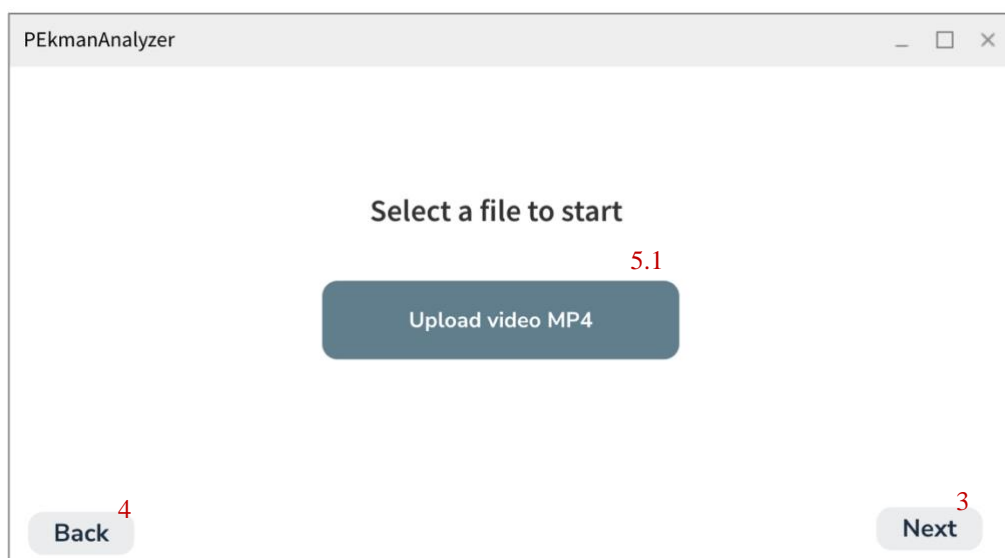 PEkmanAnalyzer
Select a file to start
5.1
Upload video MP4
4
Back
3
Next